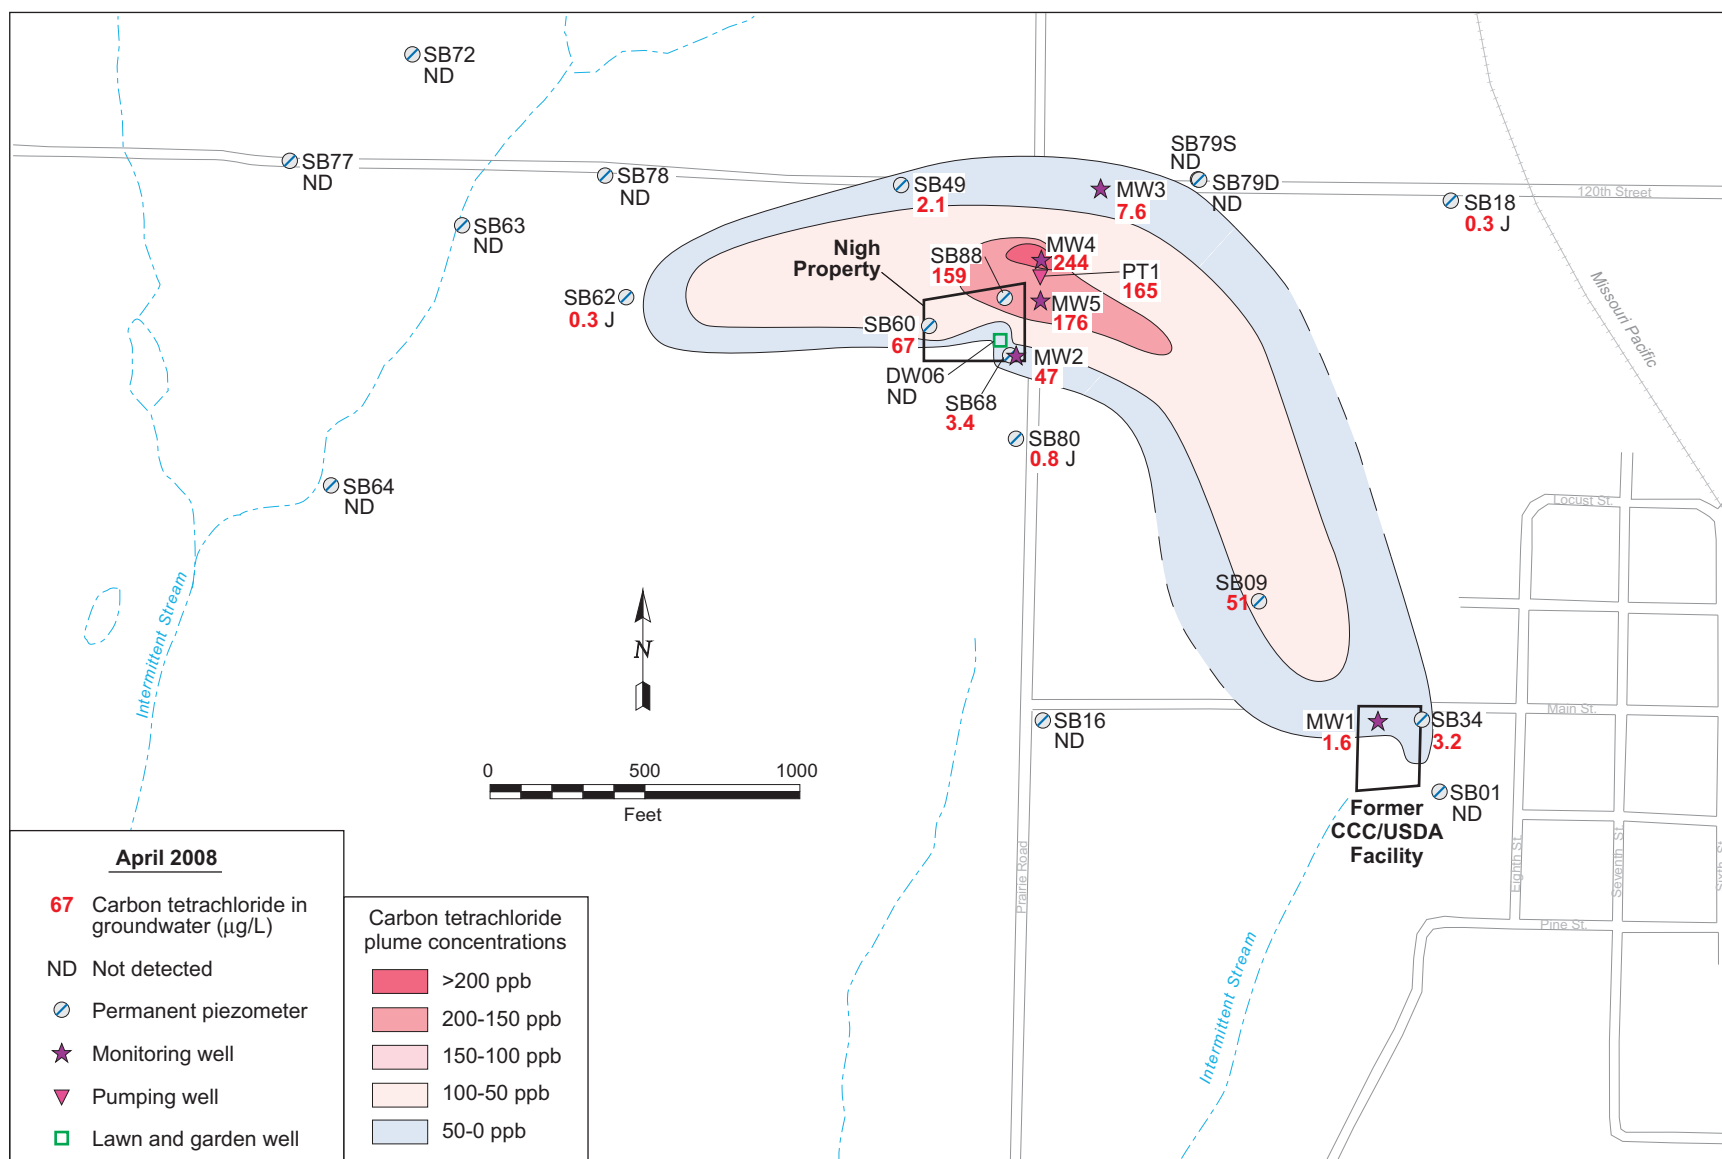 SB72
ND
SB77
ND
SB78
ND
SB63
ND
SB49
2.1
MW3
7.6
SB79S
ND
SB79D
ND
120th Street
SB18
0.3 J
Nigh
Property
SB88
159
MW4
244
PT1
165
MW5
176
SB62
0.3 J
SB60
67
DW06
ND
MW2
47
SB68
3.4
SB80
0.8 J
Missouri Pacific
SB64
ND
Locust St.
Intermittent Stream
N
SB09
51
SB16
ND
MW1
1.6
SB34
3.2
Main St.
0 500 1000
Feet
SB01
ND
Former
CCC/USDA
Facility
Prairie Road
Eighth St.
Seventh St.
Sixth St.
Pine St.
Intermittent Stream
April 2008
67 Carbon tetrachloride in
groundwater (µg/L)
ND Not detected
Permanent piezometer
Monitoring well
Pumping well
Lawn and garden well
Carbon tetrachloride
plume concentrations
>200 ppb
200-150 ppb
150-100 ppb
100-50 ppb
50-0 ppb